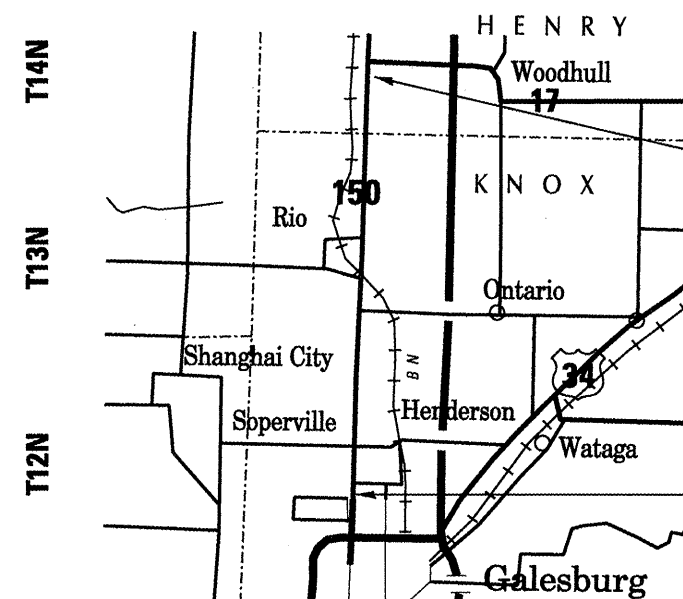 HENRY
T14N
Woodhull
17
150
KNOX
Rio
T13N
Ontario
Shanghai City
BN
34
Soperville
Henderson
T12N
Wataga
Galesburg